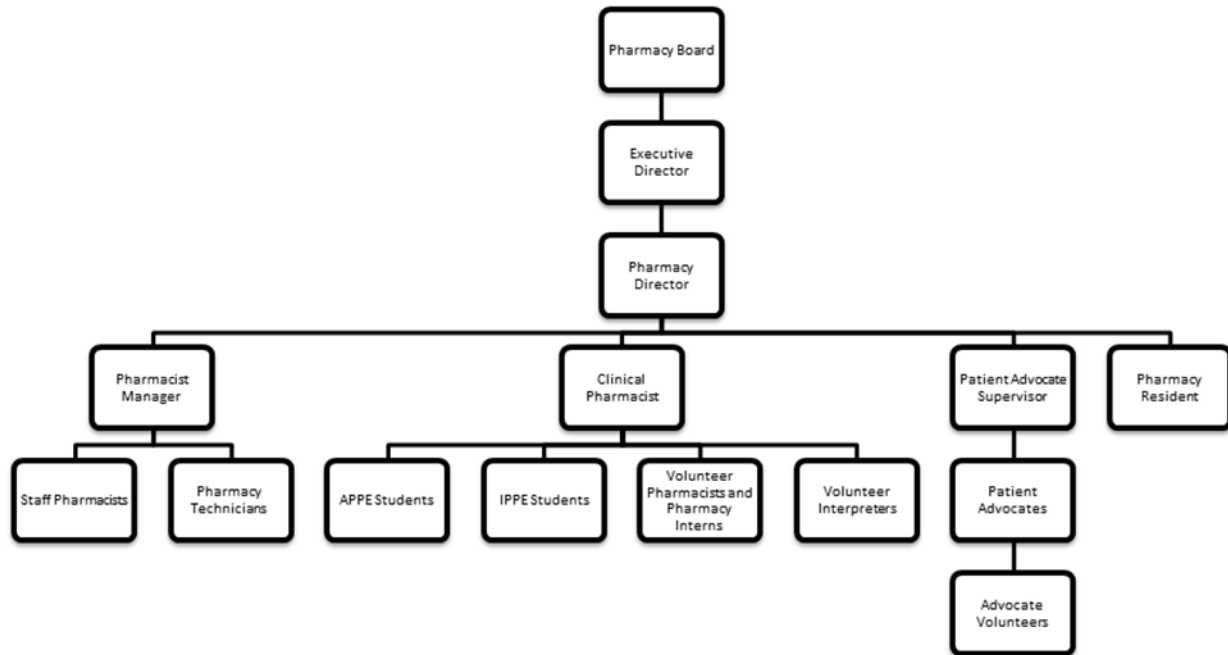 Pharmacy Board
Executive
Director
Pharmacy
Director
Pharmacist
Manager
Clinical
Pharmacist
Patient Advocate
Supervisor
Pharmacy
Resident
Staff Pharmacists
Pharmacy
Technicians
APPE Students
IPPE Students
Volunteer
Pharmacists and
Pharmacy
Interns
Volunteer
Interpreters
Patient
Advocates
Advocate
Volunteers